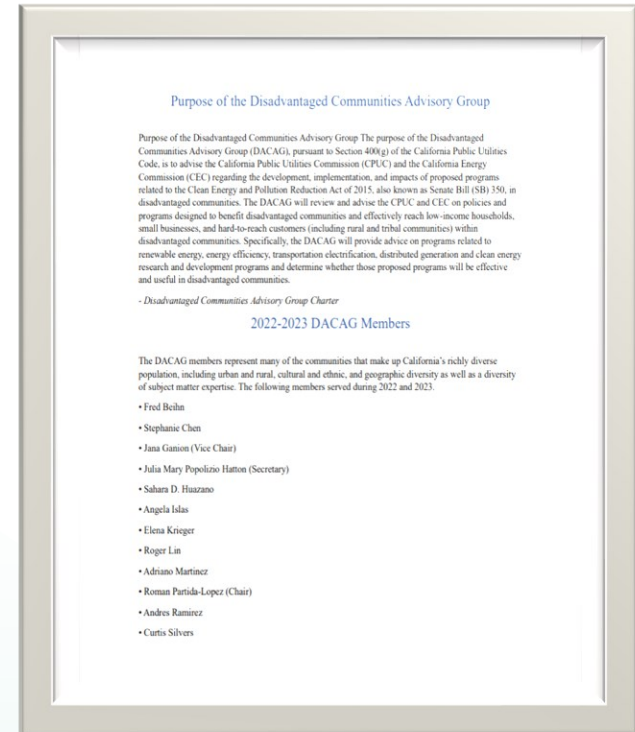 Purpose of the Disadvantaged Communities Advisory Group
Purpose of the Disadvantaged Communities Advisory Group The purpose of the Disadvantaged
Communities Advisory Group (DACAG), pursuant to Section 400(g) of the California Public Utilities
Code, is to advise the California Public Utilities Commission (CPUC) and the California Energy
Commission (CEC) regarding the development, implementation, and impacts of proposed programs
related to the Clean Energy and Pollution Reduction Act of 2015, also known as Senate Bill (SB) 350, in
disadvantaged communities. The DACAG will review and advise the CPUC and CEC on policies and
programs designed to benefit disadvantaged communities and effectively reach low-income households,
small businesses, and hard-to-reach customers (including rural and tribal communities) within
disadvantaged communities. Specifically, the DACAG will provide advice on programs related to
renewable energy, energy efficiency, transportation electrification, distributed generation and clean energy
research and development programs and determine whether those proposed programs will be effective
and useful in disadvantaged communities.
- Disadvantaged Communities Advisory Group Charter
2022-2023 DACAG Members
The DACAG members represent many of the communities that make up California's richly diverse
population, including urban and rural, cultural and ethnic, and geographic diversity as well as a diversity
of subject matter expertise. The following members served during 2022 and 2023.
• Fred Beihn
• Stephanie Chen
• Jana Ganion (Vice Chair)
• Julia Mary Popolizio Hatton (Secretary)
• Sahara D. Huazano
• Angela Islas
• Elena Krieger
• Roger Lin
• Adriano Martinez
• Roman Partida-Lopez (Chair)
• Andres Ramirez
• Curtis Silvers